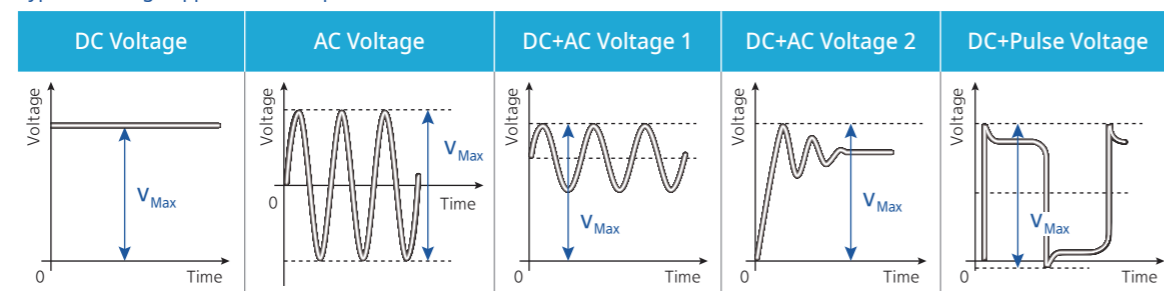 DC Voltage
AC Voltage
DC+AC Voltage 1
DC+AC Voltage 2
DC+Pulse Voltage
Voltage
VMax
0
Time
Voltage
VMax
0
Time
Voltage
VMax
0
Time
Voltage
VMax
0
Time
Voltage
VMax
0
Time